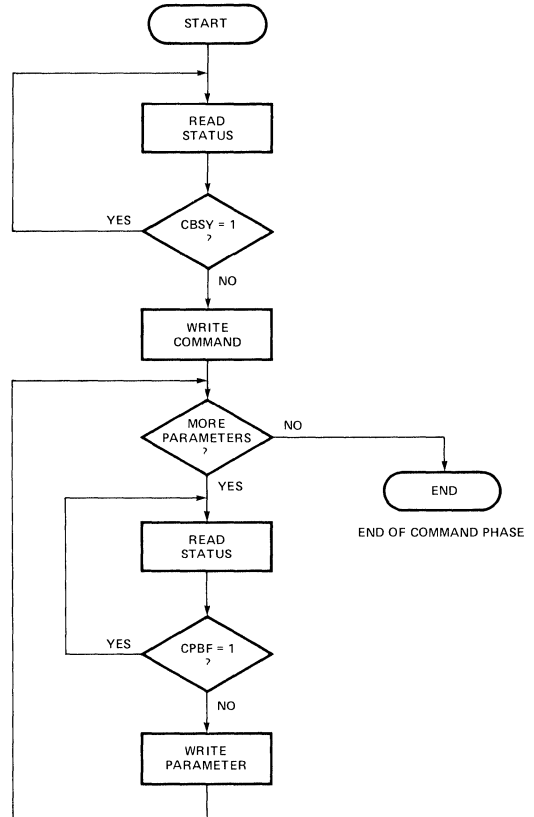 START
READ
STATUS
YES
CBSY = 1
?
NO
WRITE
COMMAND
MORE
PARAMETERS
?
NO
YES
END
END OF COMMAND PHASE
READ
STATUS
YES
CPBF = 1
?
NO
WRITE
PARAMETER